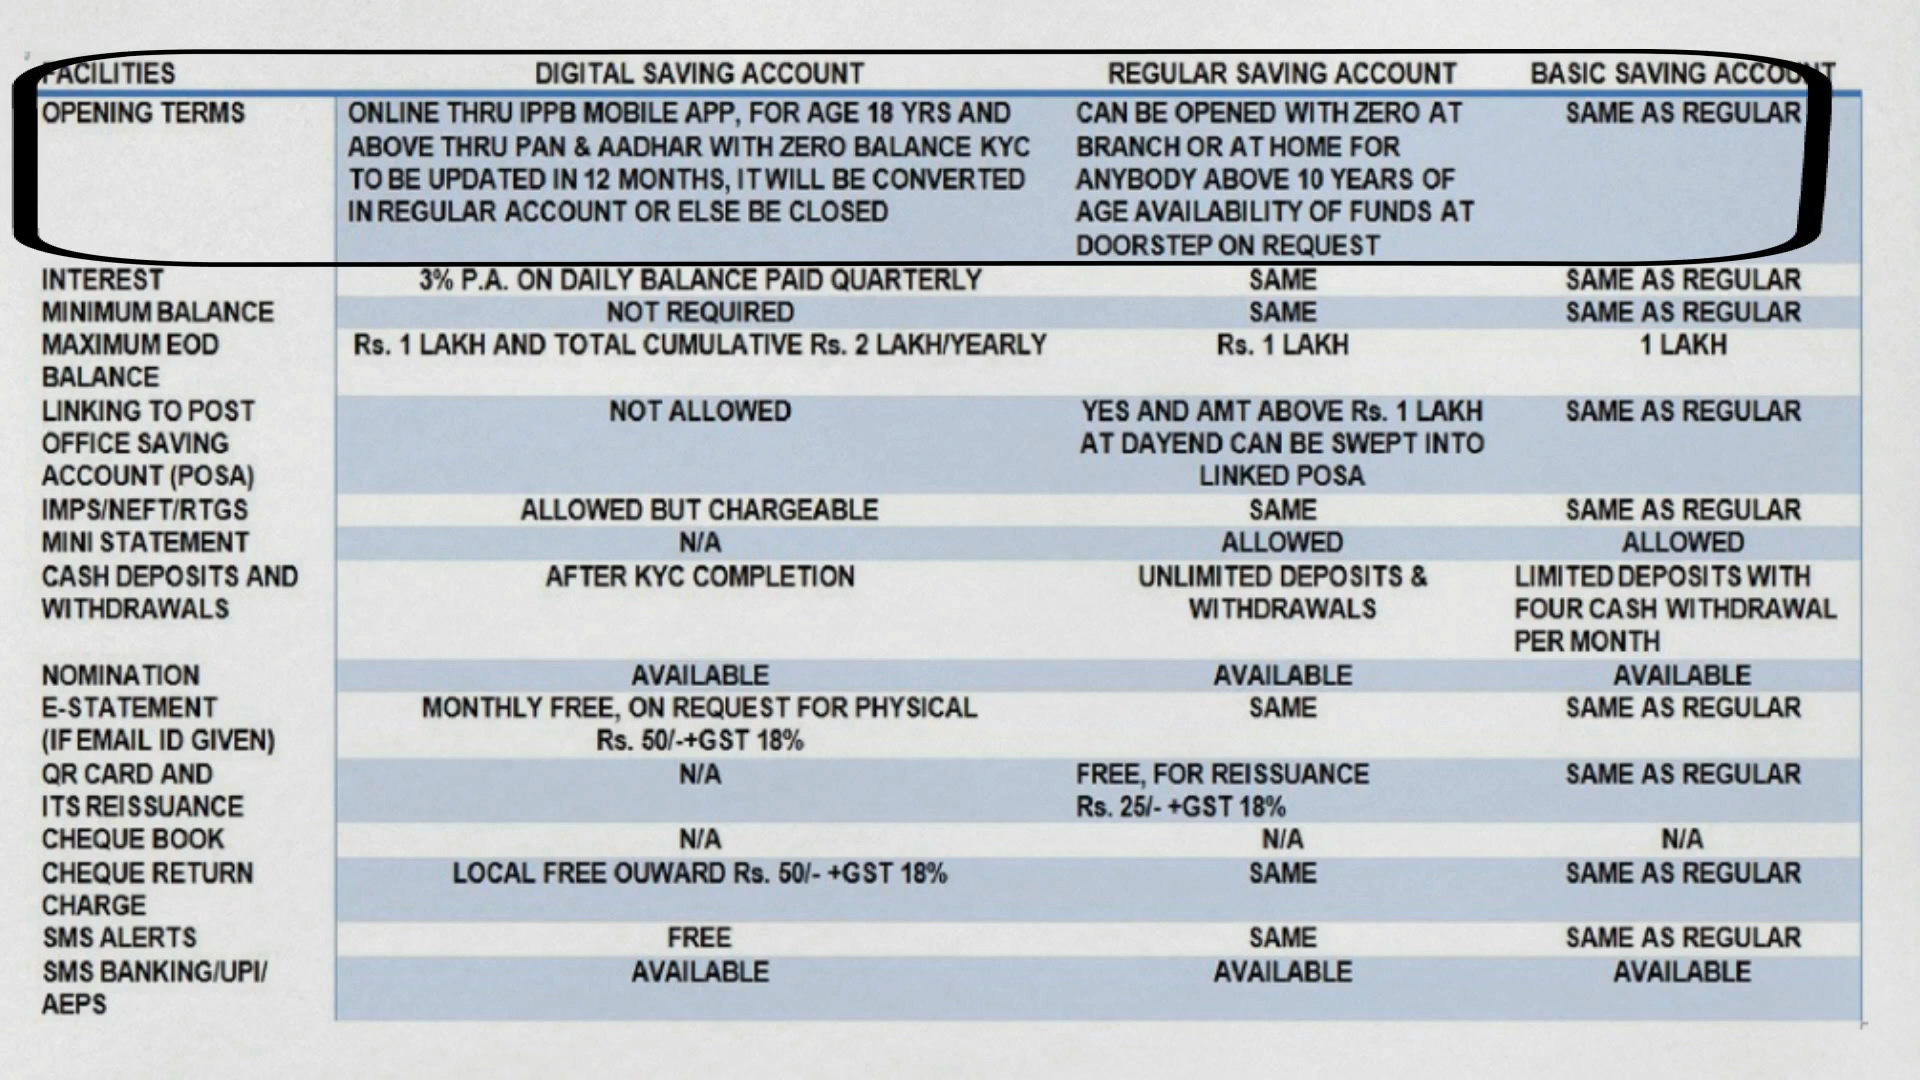 FACILITIES DIGITAL SAVING ACCOUNT REGULAR SAVING ACCOUNT BASIC SAVING ACCOUNT
OPENING TERMS ONLINE THRU IPPB MOBILE APP, FOR AGE 18 YRS AND CAN BE OPENED WITH ZERO AT SAME AS REGULAR
ABOVE THRU PAN & AADHAR WITH ZERO BALANCE KYC BRANCH OR AT HOME FOR
TO BE UPDATED IN 12 MONTHS, IT WILL BE CONVERTED ANYBODY ABOVE 10 YEARS OF
IN REGULAR ACCOUNT OR ELSE BE CLOSED AGE AVAILABILITY OF FUNDS AT
DOORSTEP ON REQUEST
INTEREST 3% P.A. ON DAILY BALANCE PAID QUARTERLY SAME SAME AS REGULAR
MINIMUM BALANCE NOT REQUIRED SAME SAME AS REGULAR
MAXIMUM EOD Rs. 1 LAKH AND TOTAL CUMULATIVE Rs. 2 LAKH/YEARLY Rs. 1 LAKH 1 LAKH
BALANCE
LINKING TO POST NOT ALLOWED YES AND AMT ABOVE Rs. 1 LAKH SAME AS REGULAR
OFFICE SAVING AT DAYEND CAN BE SWEPT INTO
ACCOUNT (POSA) LINKED POSA
IMPS/NEFT/RTGS ALLOWED BUT CHARGEABLE SAME SAME AS REGULAR
MINI STATEMENT N/A ALLOWED ALLOWED
CASH DEPOSITS AND AFTER KYC COMPLETION UNLIMITED DEPOSITS & LIMITED DEPOSITS WITH
WITHDRAWALS WITHDRAWALS FOUR CASH WITHDRAWAL
PER MONTH
NOMINATION AVAILABLE AVAILABLE AVAILABLE
E-STATEMENT MONTHLY FREE, ON REQUEST FOR PHYSICAL SAME SAME AS REGULAR
(IF EMAIL ID GIVEN) Rs. 50/-+GST 18%
QR CARD AND N/A FREE, FOR REISSUANCE SAME AS REGULAR
ITS REISSUANCE Rs. 25/- +GST 18%
CHEQUE BOOK N/A N/A N/A
CHEQUE RETURN LOCAL FREE OUWARD Rs. 50/- +GST 18% SAME SAME AS REGULAR
CHARGE
SMS ALERTS FREE SAME SAME AS REGULAR
SMS BANKING/UPI/ AVAILABLE AVAILABLE AVAILABLE
AEPS